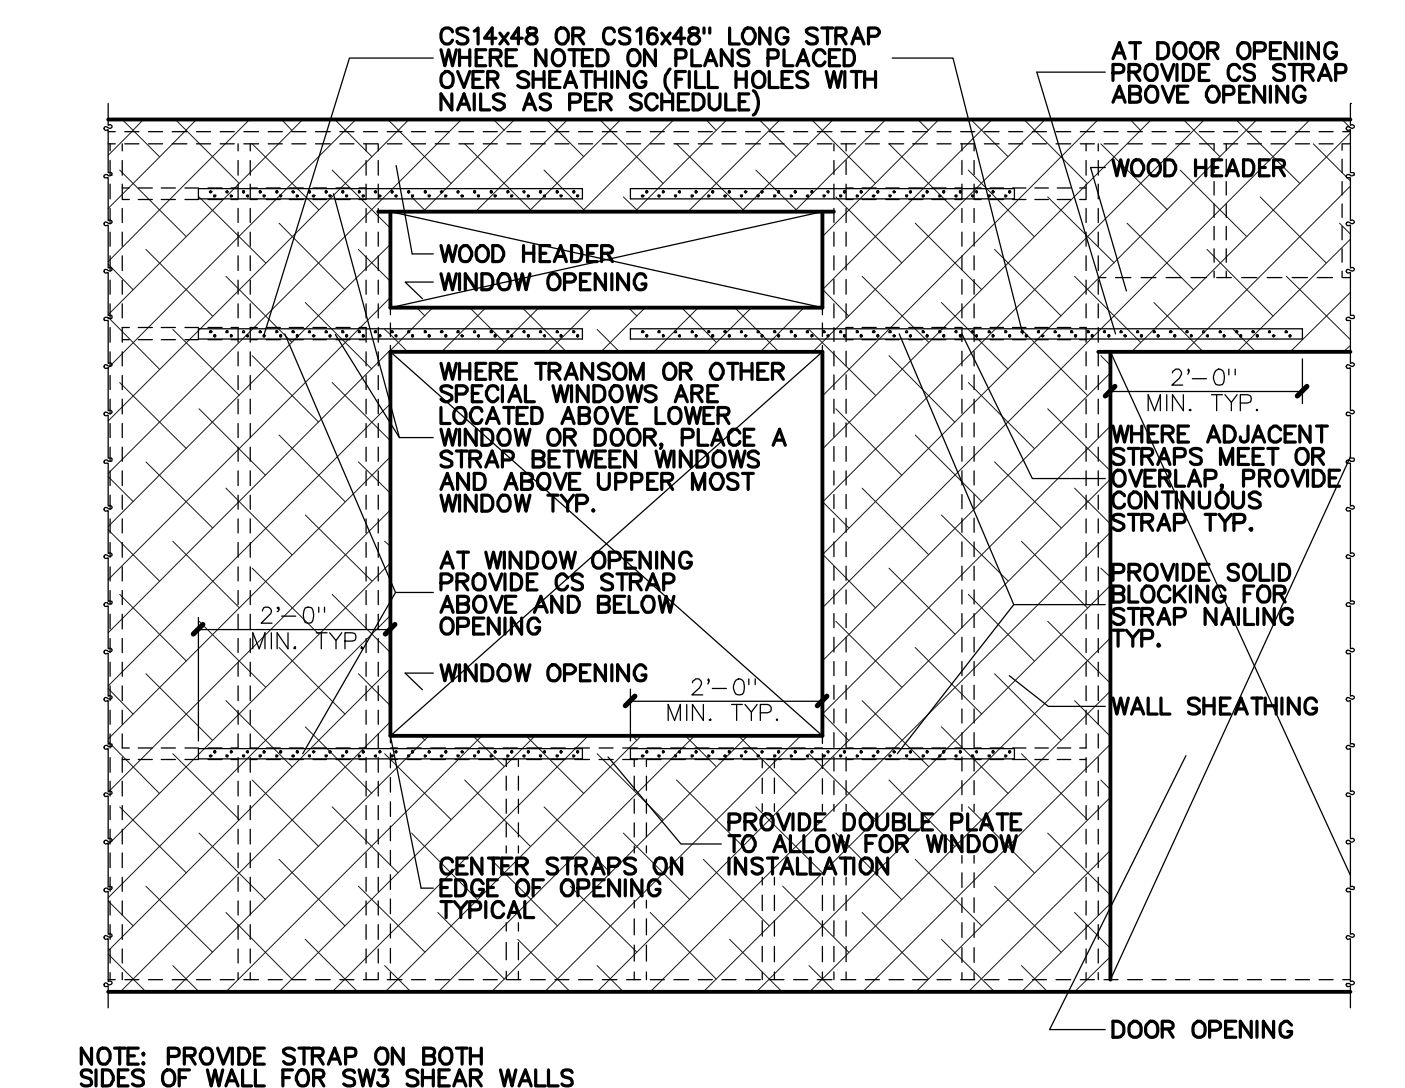 CS14x48 OR CS16x48" LONG STRAP
WHERE NOTED ON PLANS PLACED
OVER SHEATHING (FILL HOLES WITH
NAILS AS PER SCHEDULE)
AT DOOR OPENING
PROVIDE CS STRAP
ABOVE OPENING
WOOD HEADER
WOOD HEADER
WINDOW OPENING
WHERE TRANSOM OR OTHER
SPECIAL WINDOWS ARE
LOCATED ABOVE LOWER
WINDOW OR DOOR, PLACE A
STRAP BETWEEN WINDOWS
AND ABOVE UPPER MOST
WINDOW TYP.
2'-0"
MIN. TYP.
WHERE ADJACENT
STRAPS MEET OR
OVERLAP, PROVIDE
CONTINUOUS
STRAP TYP.
AT WINDOW OPENING
PROVIDE CS STRAP
ABOVE AND BELOW
OPENING
PROVIDE SOLID
BLOCKING FOR
STRAP NAILING
TYP.
2'-0"
MIN. TYP.
WINDOW OPENING
2'-0"
MIN. TYP.
WALL SHEATHING
PROVIDE DOUBLE PLATE
TO ALLOW FOR WINDOW
INSTALLATION
CENTER STRAPS ON
EDGE OF OPENING
TYPICAL
DOOR OPENING
NOTE: PROVIDE STRAP ON BOTH
SIDES OF WALL FOR SW3 SHEAR WALLS